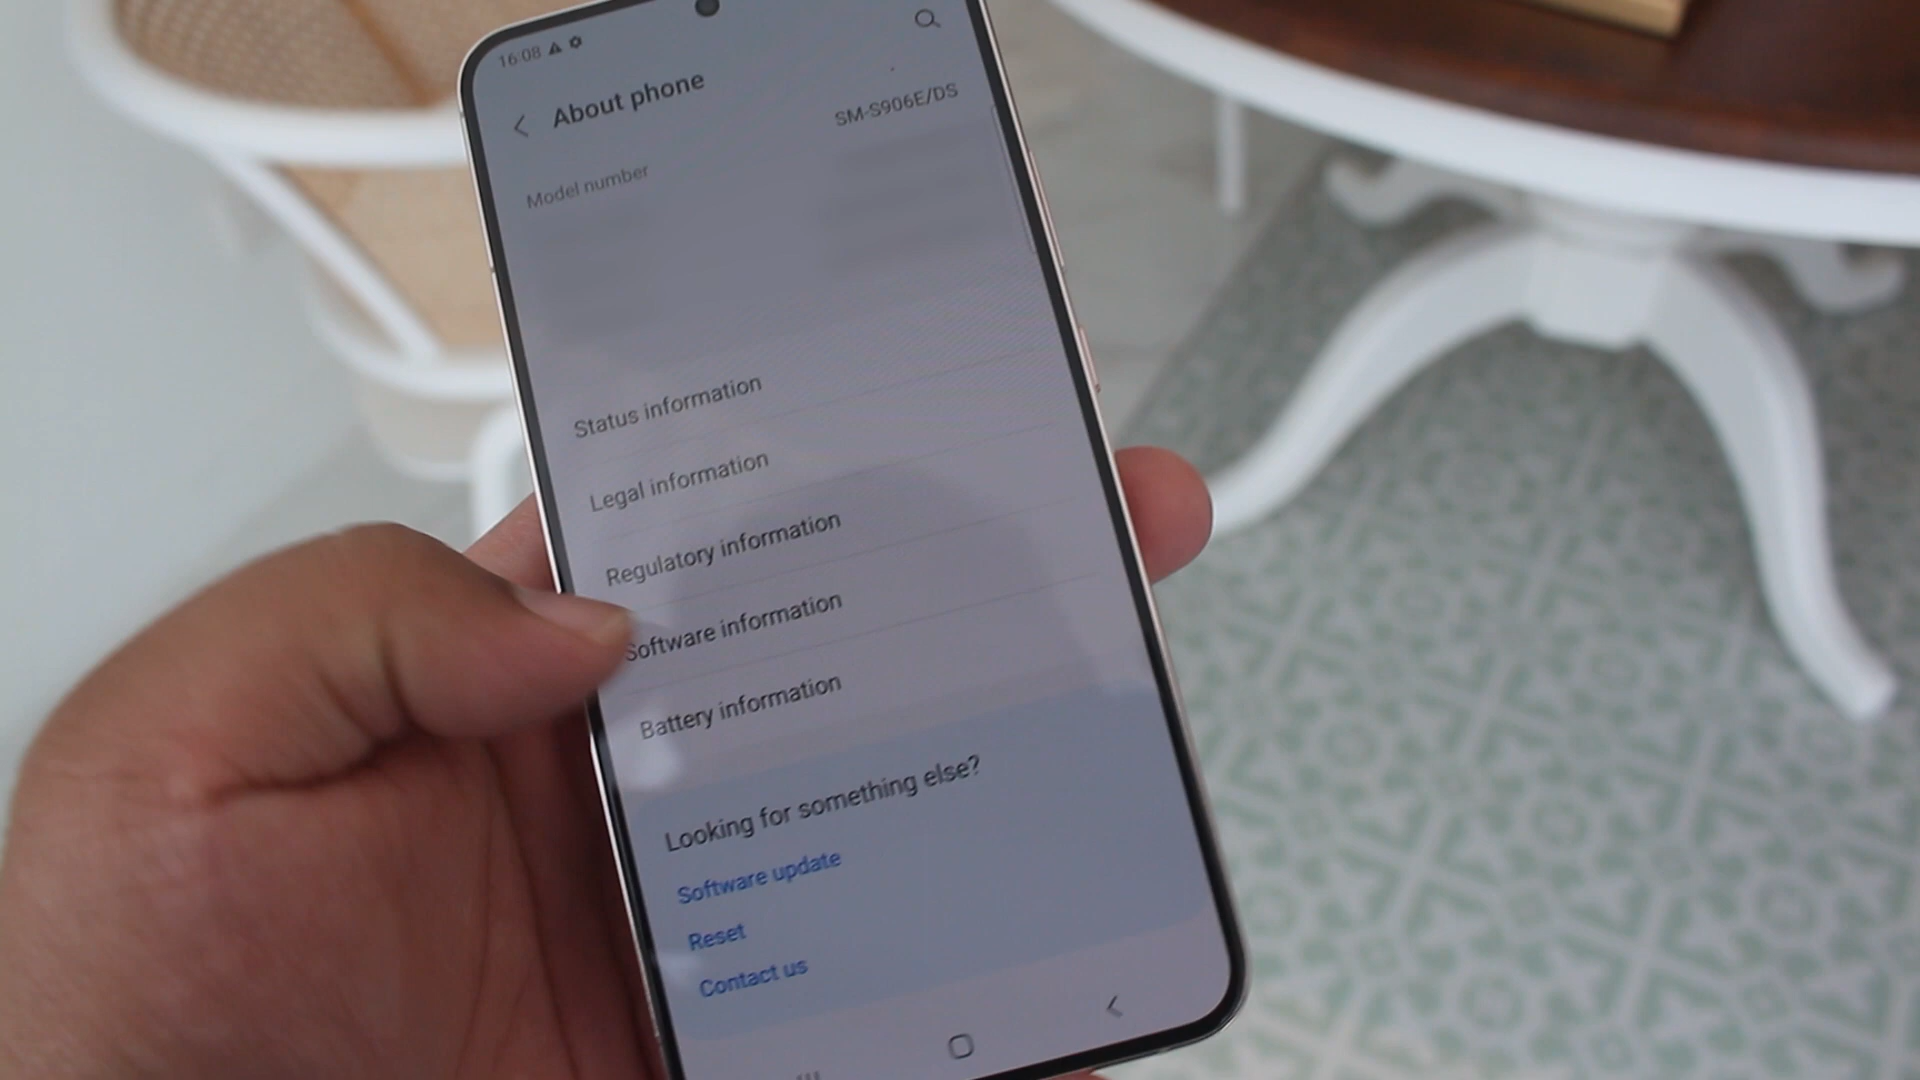 16:08
About phone
SM-S906E/DS
Model number
Status information
Legal information
Regulatory information
Software information
Battery information
Looking for something else?
Software update
Reset
Contact us